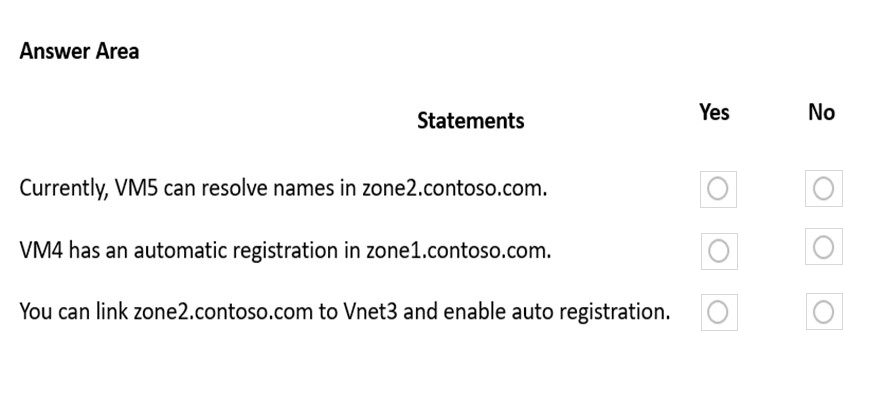 Answer Area
Statements Yes No
Currently, VM5 can resolve names in zone2.contoso.com.
VM4 has an automatic registration in zone1.contoso.com.
You can link zone2.contoso.com to Vnet3 and enable auto registration.